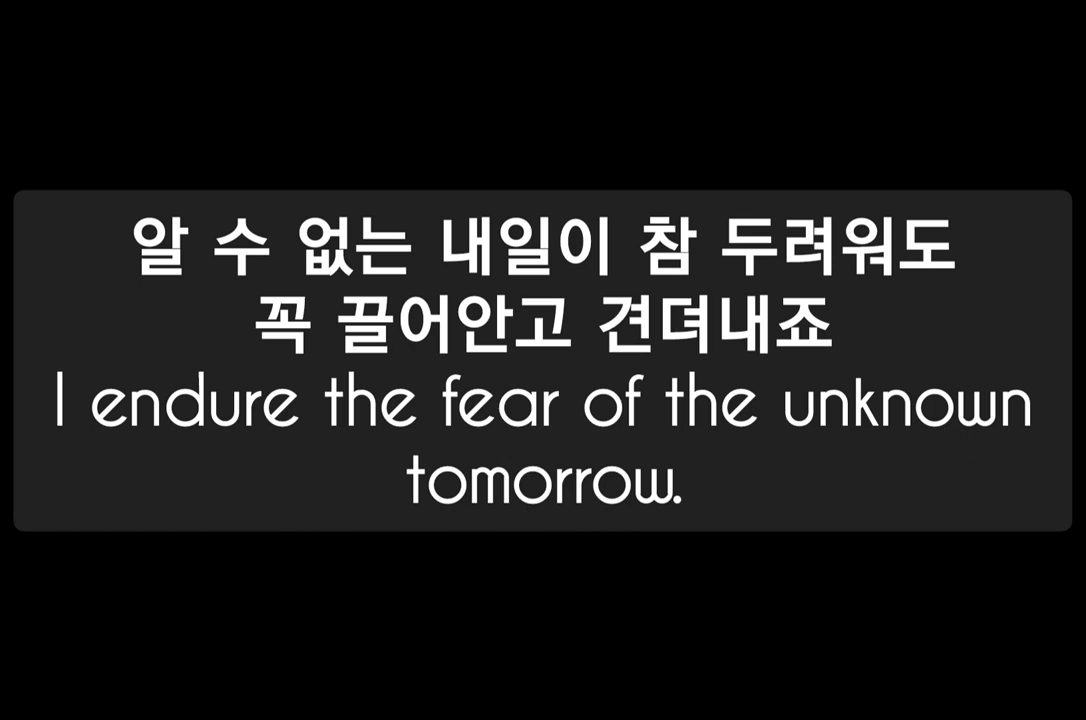 알 수 없는 내일이 참 두려워도
꼭 끌어안고 견뎌내죠
I endure the fear of the unknown
tomorrow.